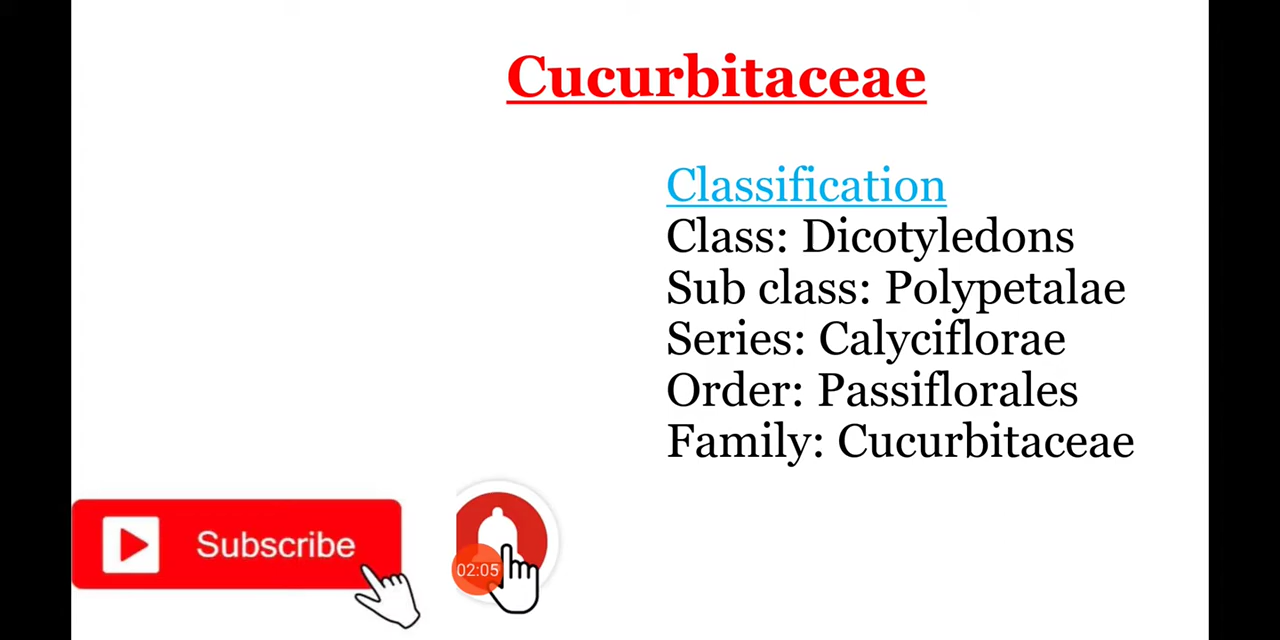 Cucurbitaceae
Classification
Class: Dicotyledons
Sub class: Polypetalae
Series: Calyciflorae
Order: Passiflorales
Family: Cucurbitaceae
Subscribe
02:05